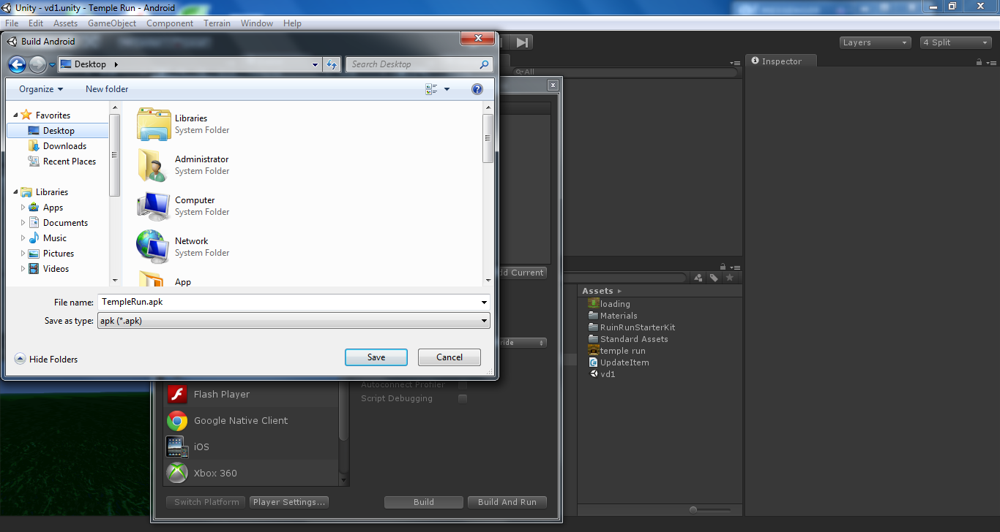 Unity - vd1.unity - Temple Run - Android
File Edit Assets GameObject Component Terrain Window Help
Build Android
Layers
4 Split
Desktop
Search Desktop
Inspector
All
Organize
New folder
Favorites
Desktop
Downloads
Recent Places
Libraries
Apps
Documents
Music
Pictures
Videos
Libraries
System Folder
Administrator
System Folder
Computer
System Folder
Network
System Folder
App
File name: TempleRun.apk
Save as type: apk (*.apk)
Hide Folders
Save
Cancel
dd Current
ride
Autoconnect Profiler
Script Debugging
Flash Player
Google Native Client
iOS
Xbox 360
Switch Platform
Player Settings...
Build
Build And Run
Assets
loading
Materials
RuinRunStarterKit
Standard Assets
temple run
UpdateItem
vd1